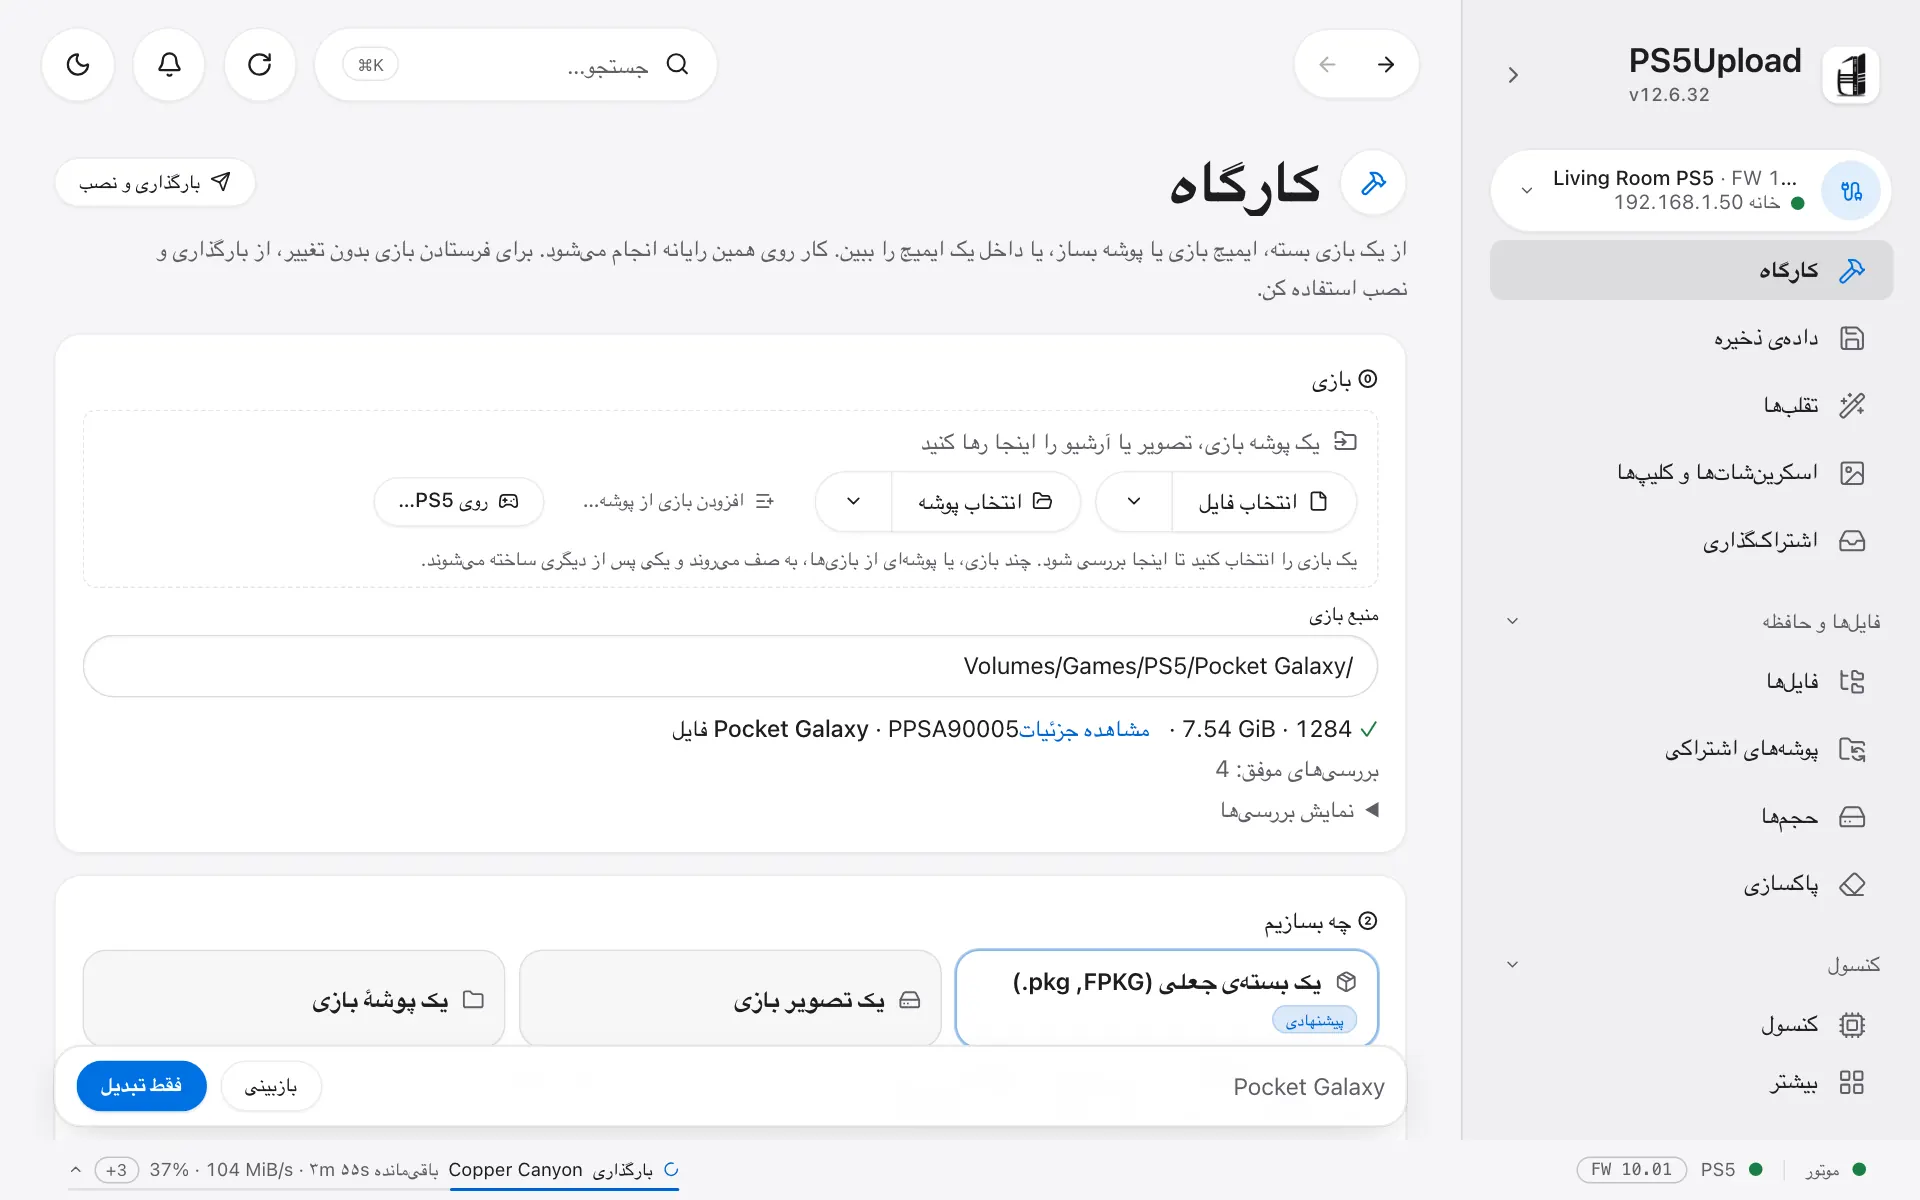 PS5Upload
v12.6.32
Living Room PS5 · FW 1...
خانه 192.168.1.50
کارگاه
داده‌ی ذخیره
تقلب‌ها
اسکرین‌شات‌ها و کلیپ‌ها
اشتراک‌گذاری
فایل‌ها و حافظه
فایل‌ها
پوشه‌های اشتراکی
حجم‌ها
پاکسازی
کنسول
کنسول
بیشتر
جستجو...
⌘K
کارگاه
بارگذاری و نصب
از یک بازی بسته، ایمیج بازی یا پوشه بساز، یا داخل یک ایمیج را ببین. کار روی همین رایانه انجام می‌شود. برای فرستادن بازی بدون تغییر، از بارگذاری و
نصب استفاده کن.
⓪ بازی
یک پوشه بازی، تصویر یا آرشیو را اینجا رها کنید
انتخاب فایل
انتخاب پوشه
افزودن بازی از پوشه...
روی PS5...
یک بازی را انتخاب کنید تا اینجا بررسی شود. چند بازی، یا پوشه‌ای از بازی‌ها، به صف می‌روند و یکی پس از دیگری ساخته می‌شوند.
منبع بازی
Volumes/Games/PS5/Pocket Galaxy/
✓ 1284 · 7.54 GiB · مشاهده جزئیات Pocket Galaxy · PPSA90005 فایل
بررسی‌های موفق: 4
نمایش بررسی‌ها
② چه بسازیم
یک بسته‌ی جعلی (pkg ,FPKG.)
پیشنهادی
یک تصویر بازی
یک پوشهٔ بازی
Pocket Galaxy
بازبینی
فقط تبدیل
موتور
PS5
FW 10.01
بارگذاری Copper Canyon
باقی‌مانده ۳m ۵۵s · 104 MiB/s · 37%
+3